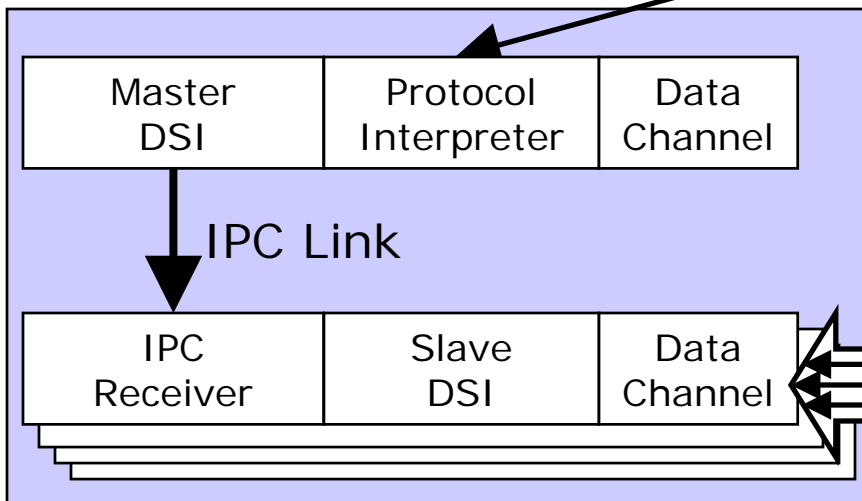 Master
DSI
Protocol
Interpreter
Data
Channel
IPC Link
IPC
Receiver
Slave
DSI
Data
Channel